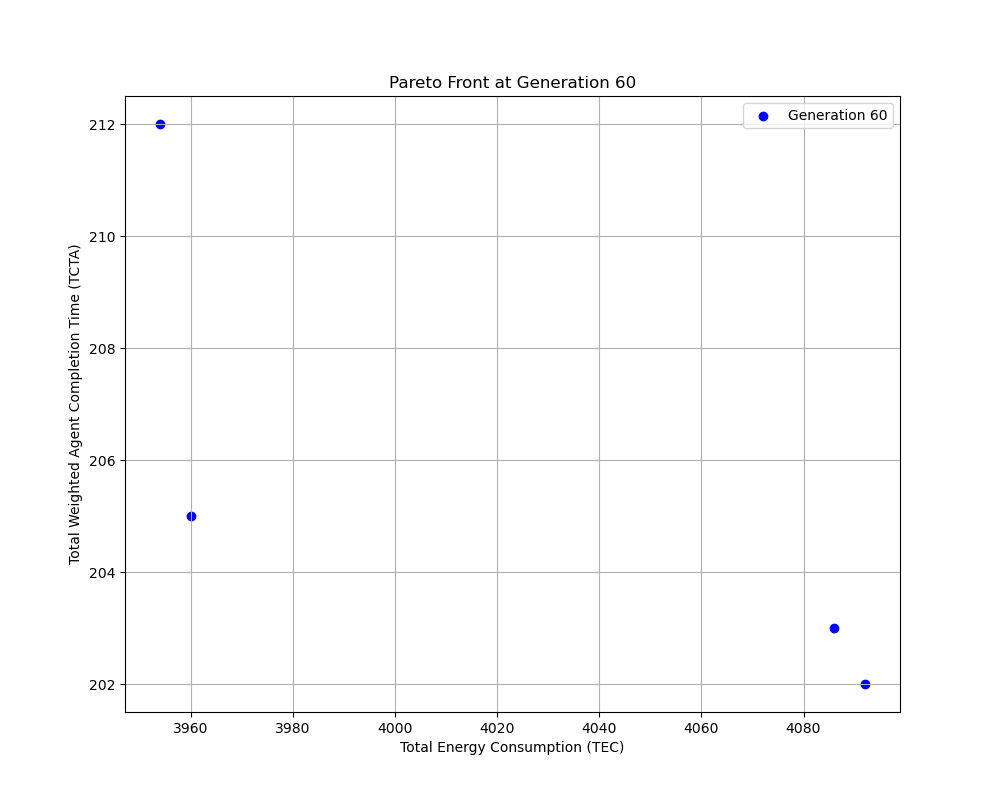 Pareto Front at Generation 60
Generation 60
Total Weighted Agent Completion Time (TCTA)
212
210
208
206
204
202
3960 3980 4000 4020 4040 4060 4080
Total Energy Consumption (TEC)